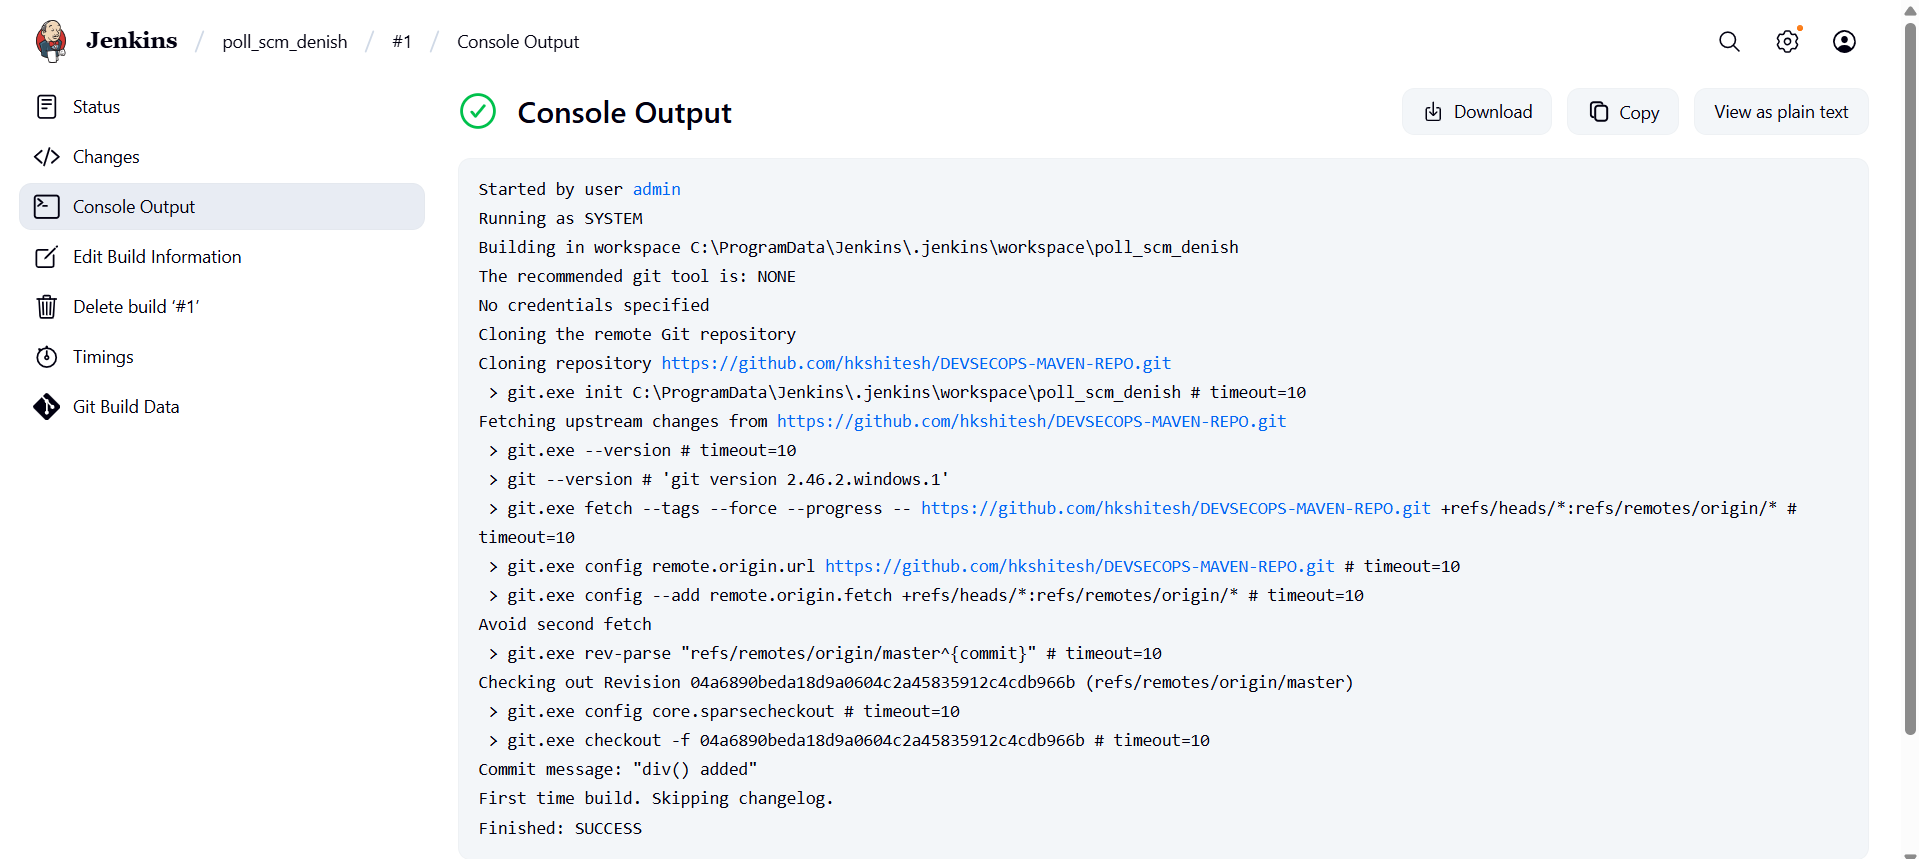 Jenkins / poll_scm_denish / #1 / Console Output
Status
Changes
Console Output
Edit Build Information
Delete build ‘#1’
Timings
Git Build Data
Console Output
Download
Copy
View as plain text
Started by user admin
Running as SYSTEM
Building in workspace C:\ProgramData\Jenkins\.jenkins\workspace\poll_scm_denish
The recommended git tool is: NONE
No credentials specified
Cloning the remote Git repository
Cloning repository https://github.com/hkshitesh/DEVSECOPS-MAVEN-REPO.git
> git.exe init C:\ProgramData\Jenkins\.jenkins\workspace\poll_scm_denish # timeout=10
Fetching upstream changes from https://github.com/hkshitesh/DEVSECOPS-MAVEN-REPO.git
> git.exe --version # timeout=10
> git --version # 'git version 2.46.2.windows.1'
> git.exe fetch --tags --force --progress -- https://github.com/hkshitesh/DEVSECOPS-MAVEN-REPO.git +refs/heads/*:refs/remotes/origin/* #
timeout=10
> git.exe config remote.origin.url https://github.com/hkshitesh/DEVSECOPS-MAVEN-REPO.git # timeout=10
> git.exe config --add remote.origin.fetch +refs/heads/*:refs/remotes/origin/* # timeout=10
Avoid second fetch
> git.exe rev-parse "refs/remotes/origin/master^{commit}" # timeout=10
Checking out Revision 04a6890beda18d9a0604c2a45835912c4cdb966b (refs/remotes/origin/master)
> git.exe config core.sparsecheckout # timeout=10
> git.exe checkout -f 04a6890beda18d9a0604c2a45835912c4cdb966b # timeout=10
Commit message: "div() added"
First time build. Skipping changelog.
Finished: SUCCESS